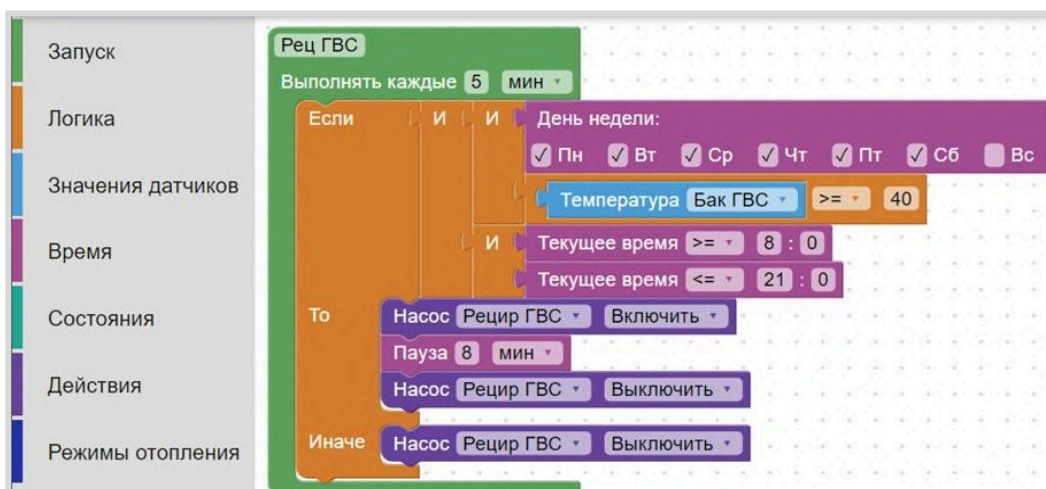 Запуск
Логика
Значения датчиков
Время
Состояния
Действия
Режимы отопления
Рец ГВС
Выполнять каждые 5 мин
Если И И День недели:
Пн Вт Ср Чт Пт Сб Вс
Температура Бак ГВС >= 40
И Текущее время >= 8 : 0
Текущее время <= 21 : 0
То Насос Рецир ГВС Включить
Пауза 8 мин
Насос Рецир ГВС Выключить
Иначе Насос Рецир ГВС Выключить